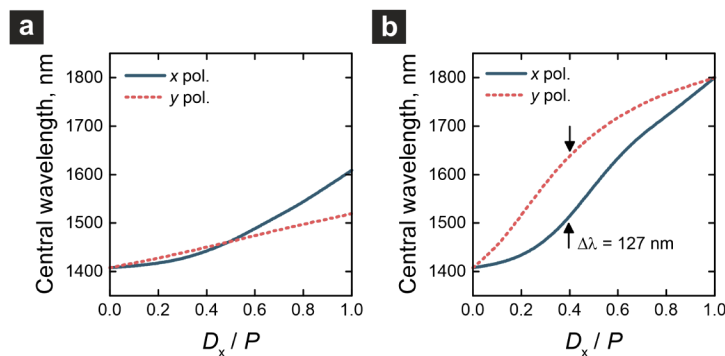 a
Central wavelength, nm
1800
1700
1600
1500
1400
x pol.
y pol.
0.0 0.2 0.4 0.6 0.8 1.0
Dx / P
b
Central wavelength, nm
1800
1700
1600
1500
1400
x pol.
y pol.
Δλ = 127 nm
0.0 0.2 0.4 0.6 0.8 1.0
Dx / P